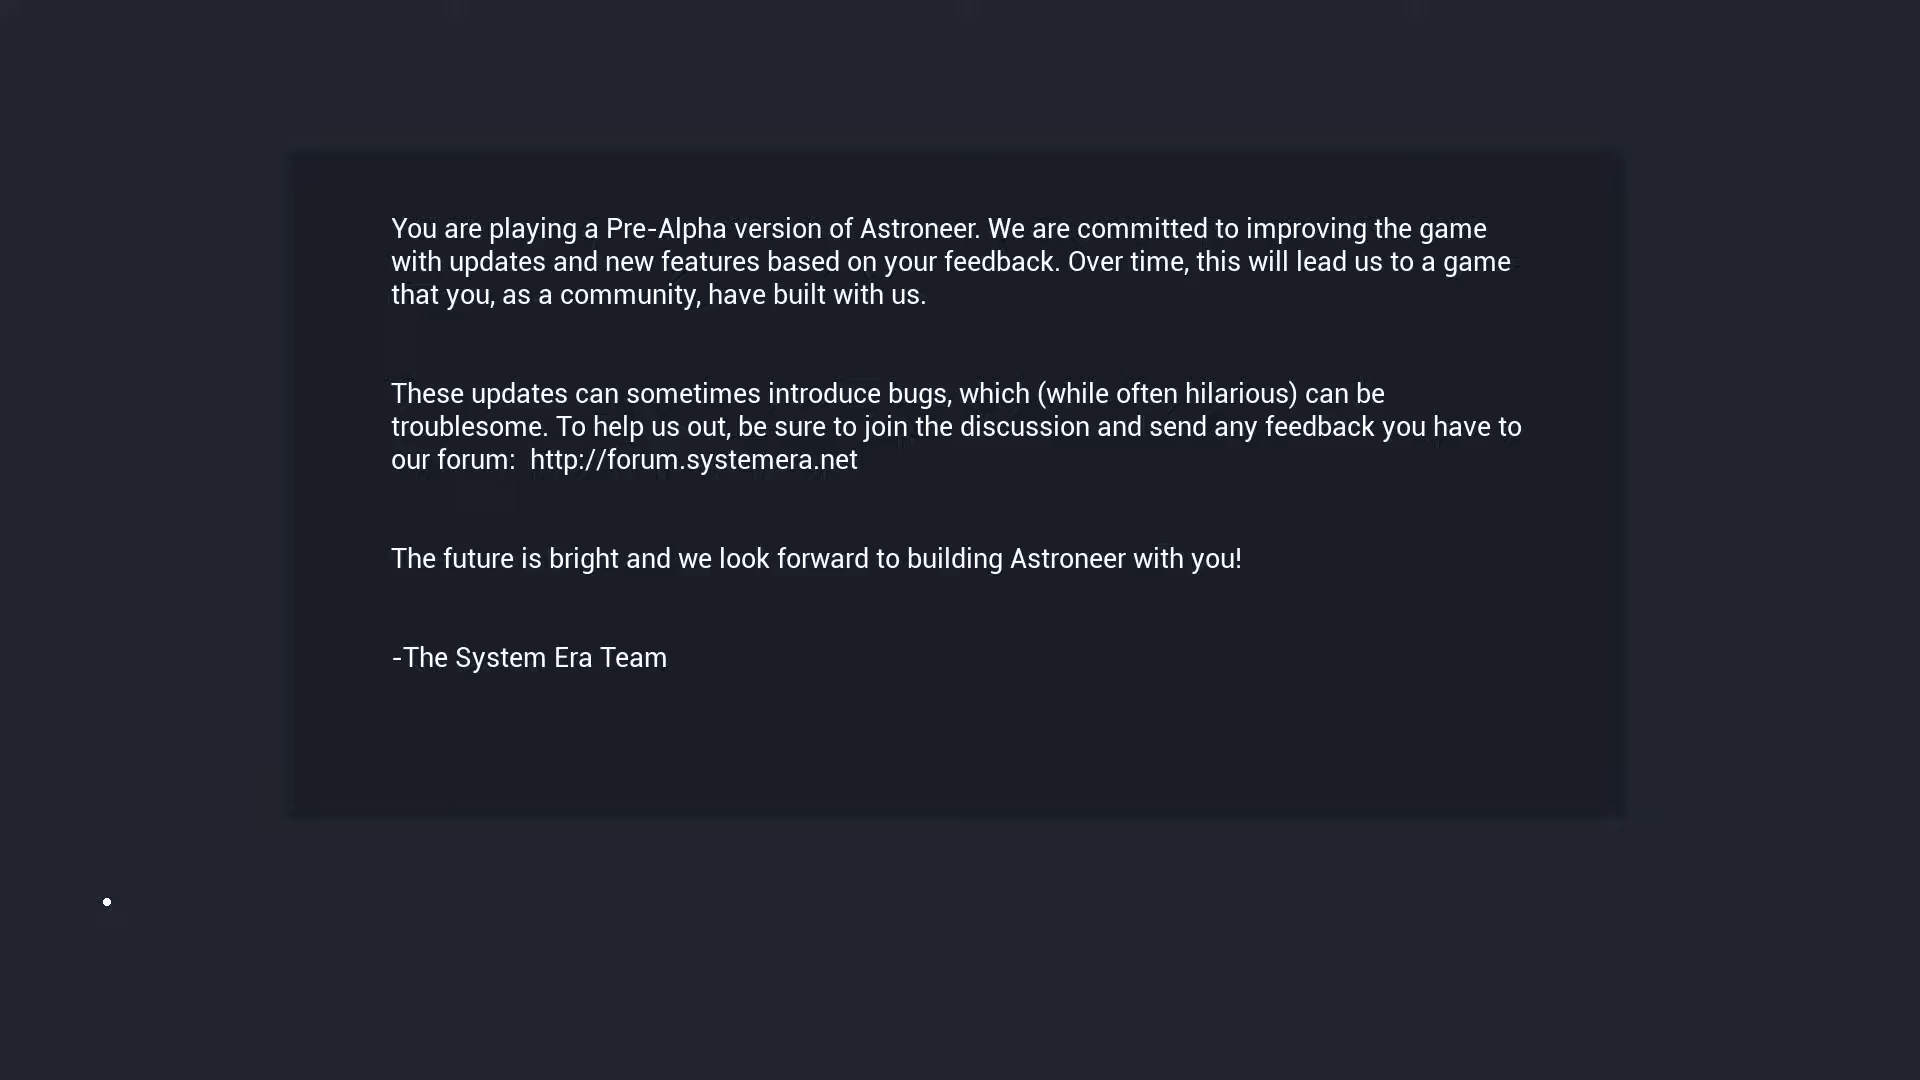 You are playing a Pre-Alpha version of Astroneer. We are committed to improving the game
with updates and new features based on your feedback. Over time, this will lead us to a game
that you, as a community, have built with us.
These updates can sometimes introduce bugs, which (while often hilarious) can be
troublesome. To help us out, be sure to join the discussion and send any feedback you have to
our forum:  http://forum.systemera.net
The future is bright and we look forward to building Astroneer with you!
-The System Era Team